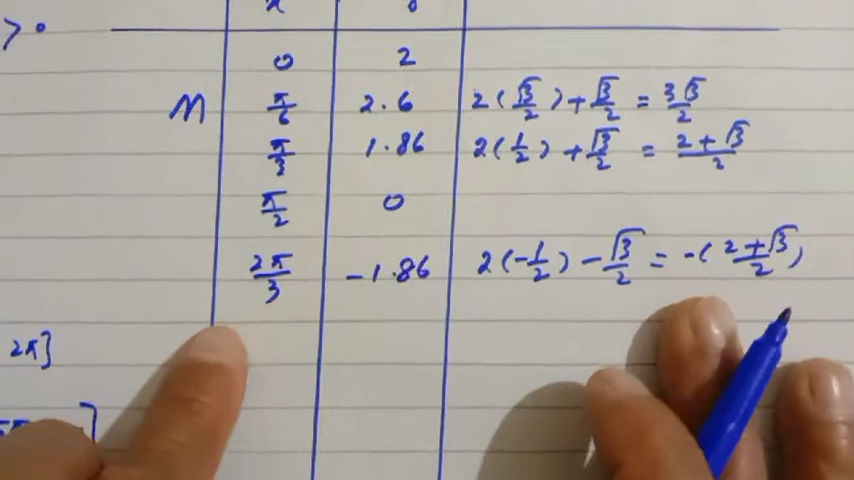 x
> 0
0 2
M π/6 2.6 2(√3/2) + √3/2 = 3√3/2
π/3 1.86 2(1/2) + √3/2 = 2+√3/2
π/2 0
2π/3 -1.86 2(-1/2) - √3/2 = -(2+√3/2)
2π]